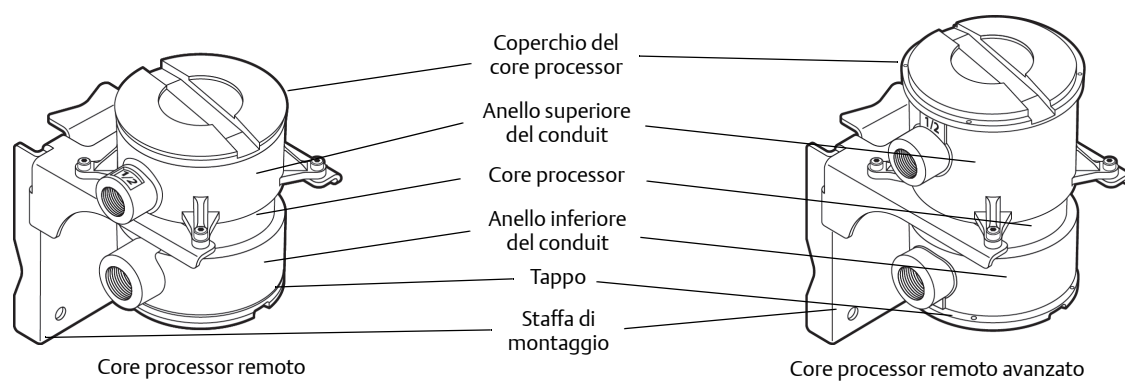 Coperchio del
core processor
Anello superiore
del conduit
Core processor
Anello inferiore
del conduit
Tappo
Staffa di
montaggio
1/2
1/2
Core processor remoto
Core processor remoto avanzato